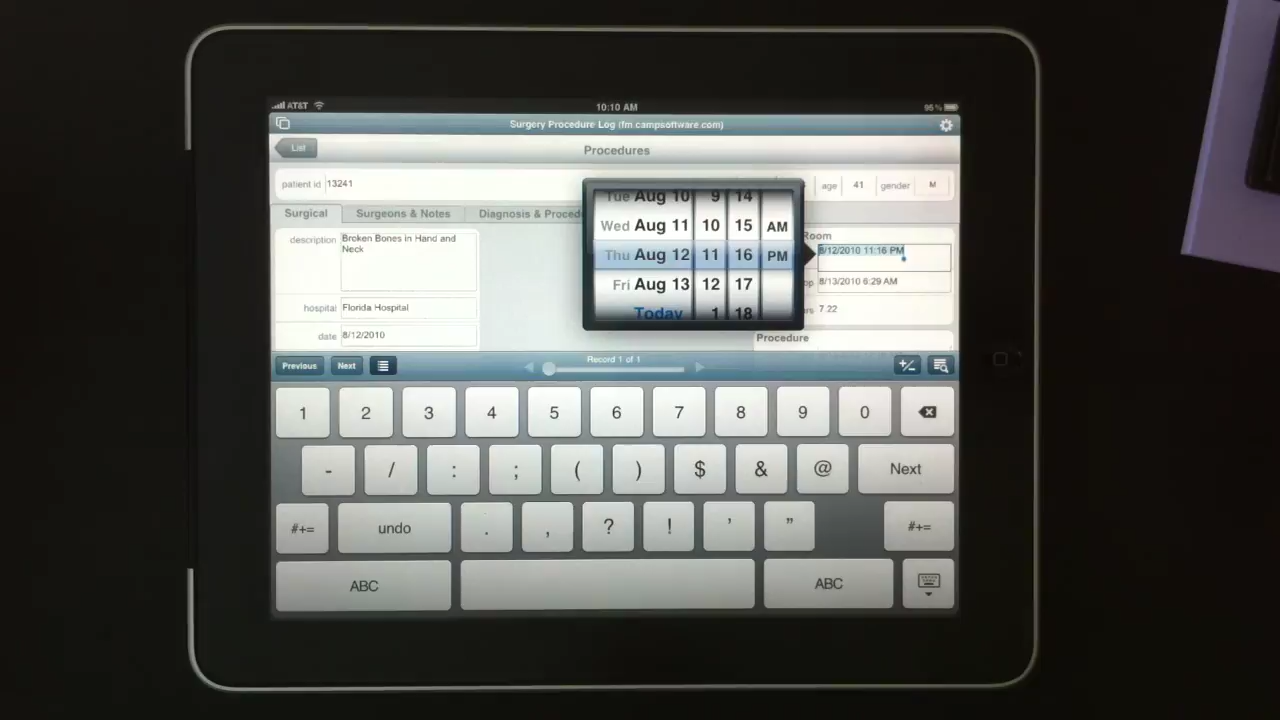 AT&T 10:10 AM 95%
Surgery Procedure Log (fm.campsoftware.com)
List Procedures
patient id 13241 age 41 gender M
Surgical Surgeons & Notes Diagnosis &
Room
description Broken Bones in Hand and
Neck
8/12/2010 11:16 PM
8/13/2010 6:29 AM
7.22
hospital Florida Hospital
date 8/12/2010
Procedure
Tue Aug 10 9 14
Wed Aug 11 10 15 AM
Thu Aug 12 11 16 PM
Fri Aug 13 12 17
Today 1 18
Previous Next Record 1 of 1 +/-
1 2 3 4 5 6 7 8 9 0
- / : ; ( ) $ & @ Next
#+= undo . , ? ! ' " #+=
ABC ABC